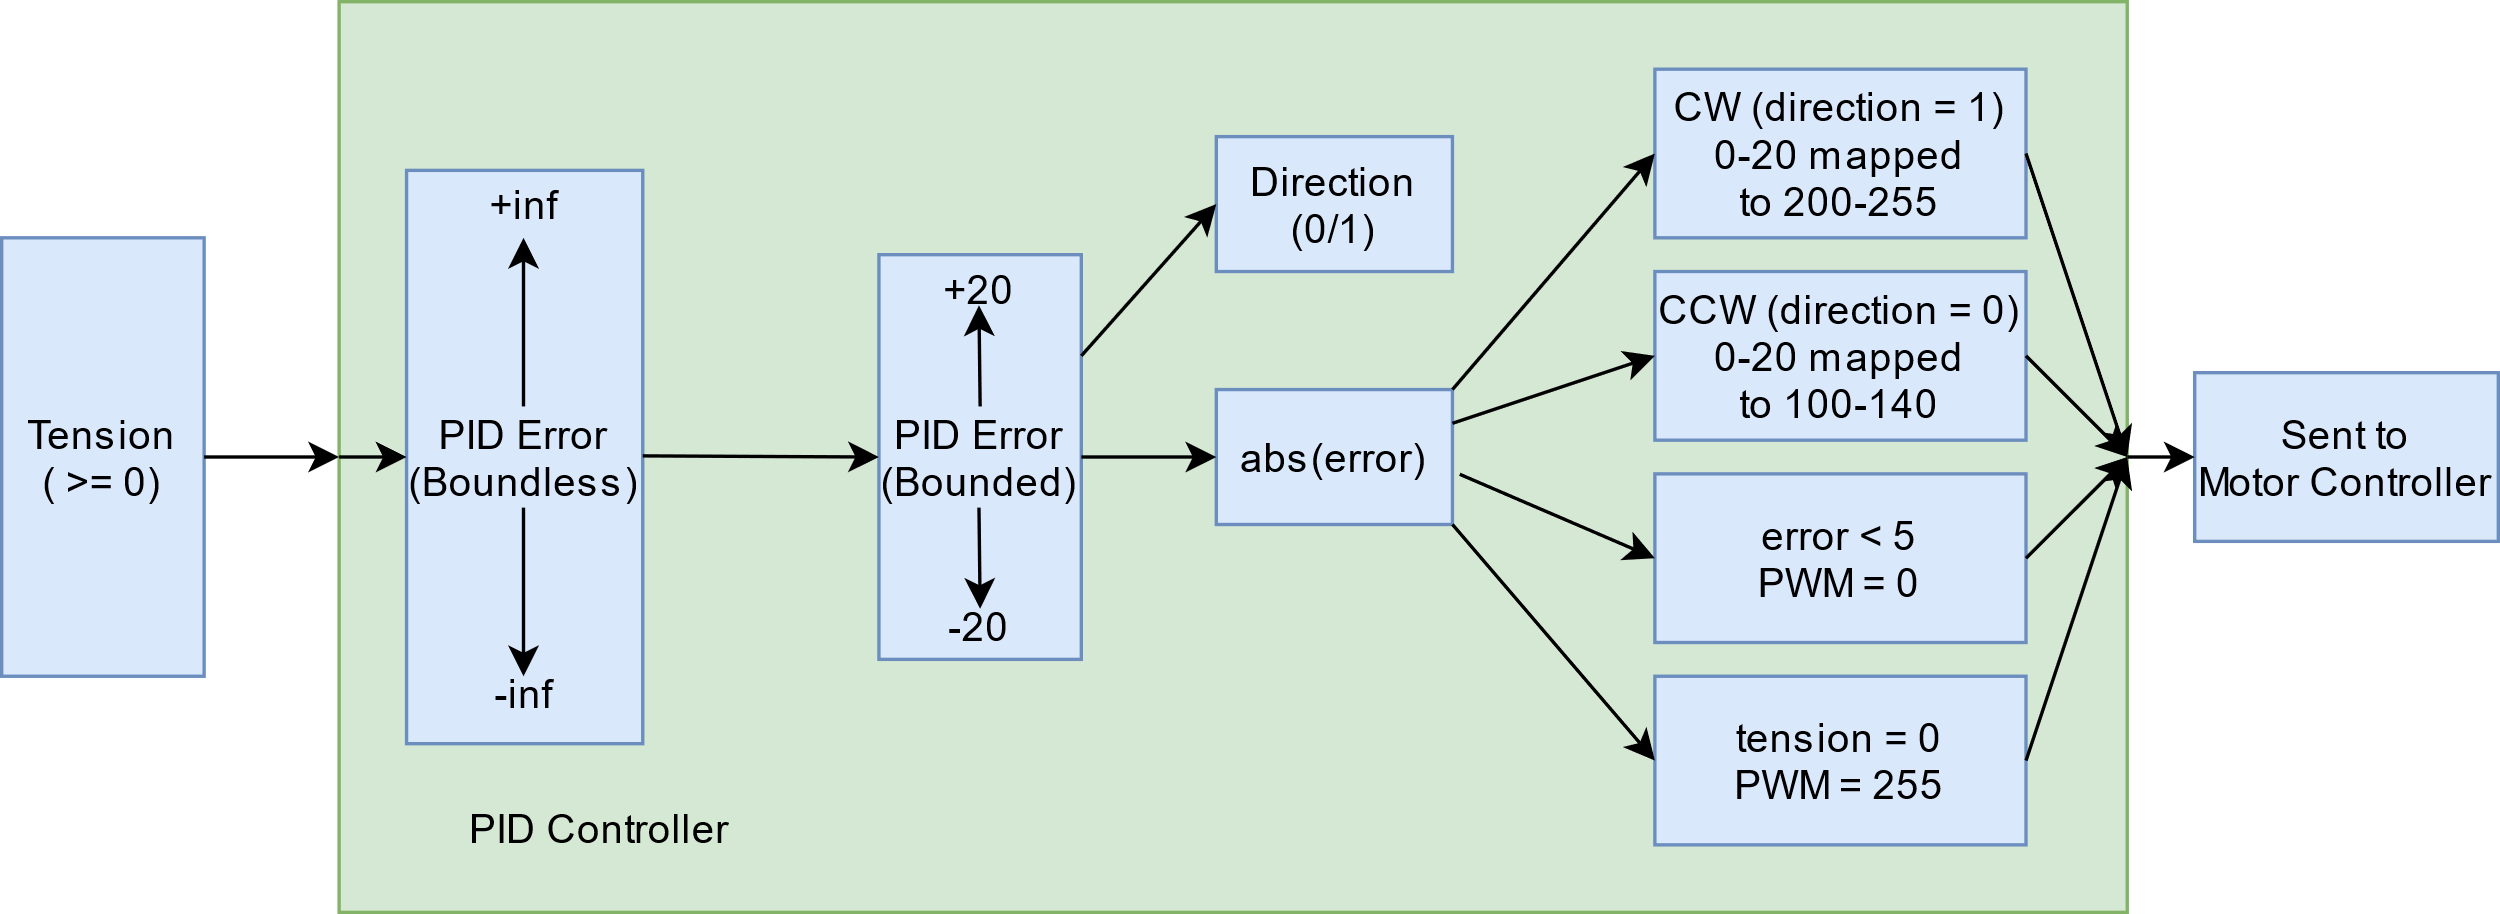 Tension
( >= 0)
+inf
PID Error
(Boundless)
-inf
PID Controller
+20
PID Error
(Bounded)
-20
Direction
(0/1)
abs(error)
CW (direction = 1)
0-20 mapped
to 200-255
CCW (direction = 0)
0-20 mapped
to 100-140
error < 5
PWM = 0
tension = 0
PWM = 255
Sent to
Motor Controller